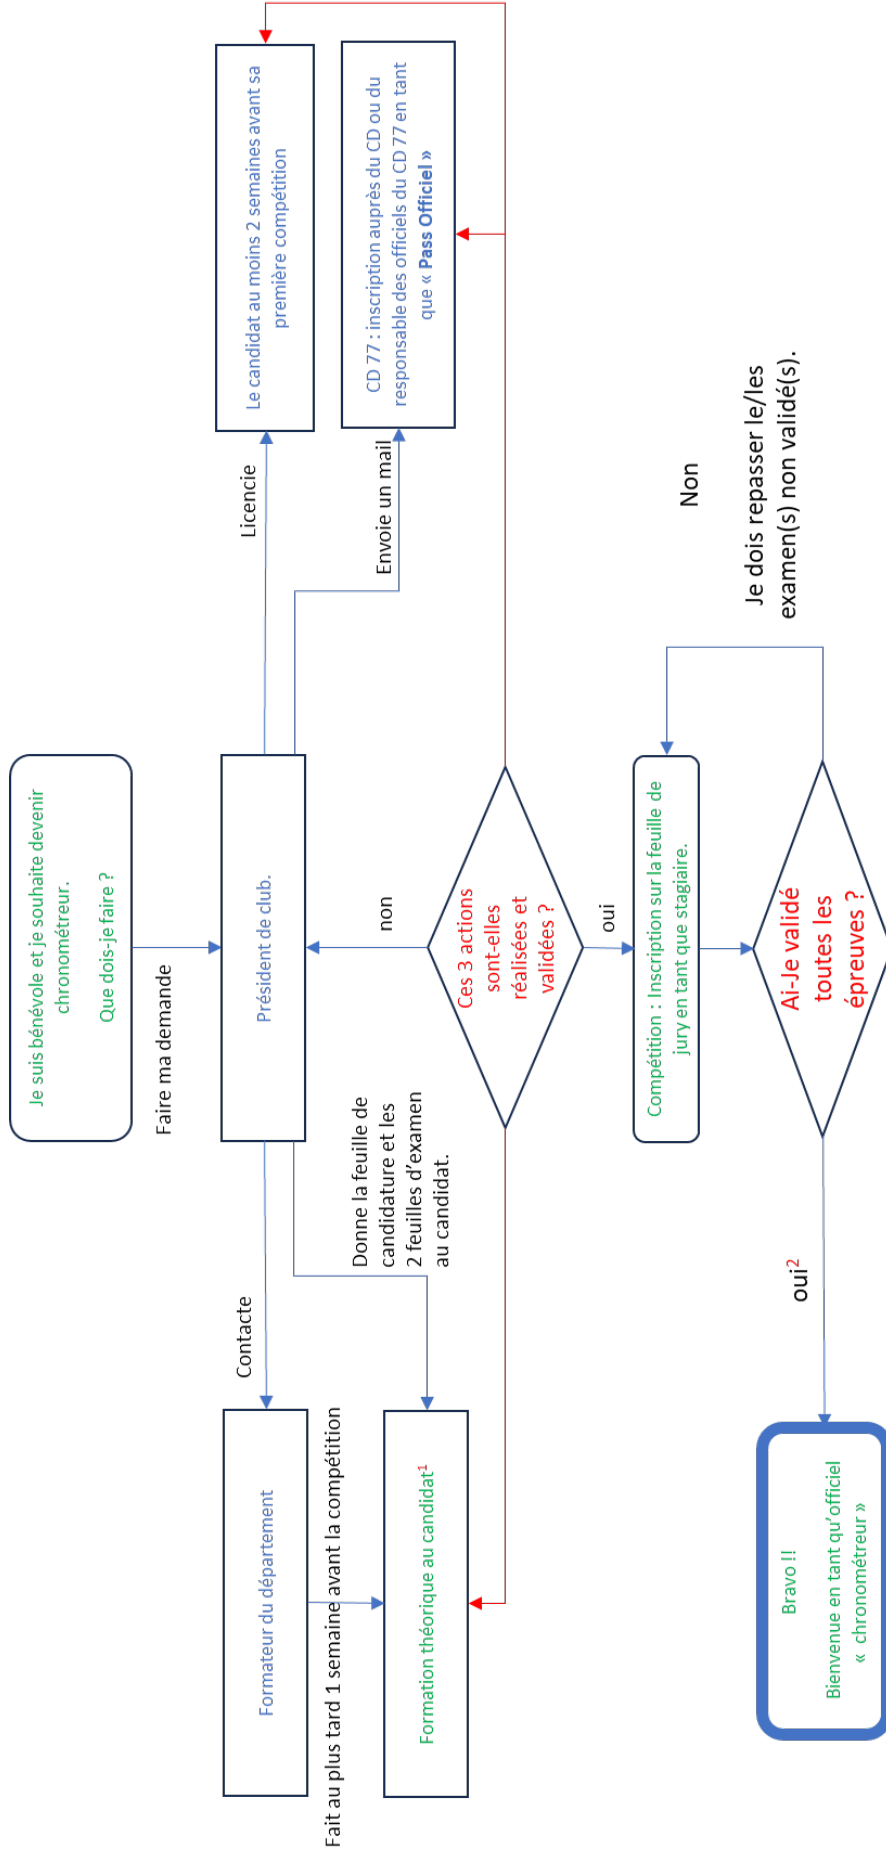 Je suis bénévole et je souhaite devenir
chronométreur.
Que dois-je faire ?
Faire ma demande
Président de club.
Contacte
Licencie
Formateur du département
Le candidat au moins 2 semaines avant sa
première compétition
Fait au plus tard 1 semaine avant la compétition
Donne la feuille de
candidature et les
2 feuilles d'examen
au candidat.
non
Envoie un mail
CD 77 : inscription auprès du CD ou du
responsable des officiels du CD 77 en tant
que « Pass Officiel »
Formation théorique au candidat¹
Ces 3 actions
sont-elles
réalisées et
validées ?
oui
Compétition : Inscription sur la feuille de
jury en tant que stagiaire.
Non
Je dois repasser le/les
examen(s) non validé(s).
Ai-Je validé
toutes les
épreuves ?
oui²
Bravo !!
Bienvenue en tant qu'officiel
« chronométreur »